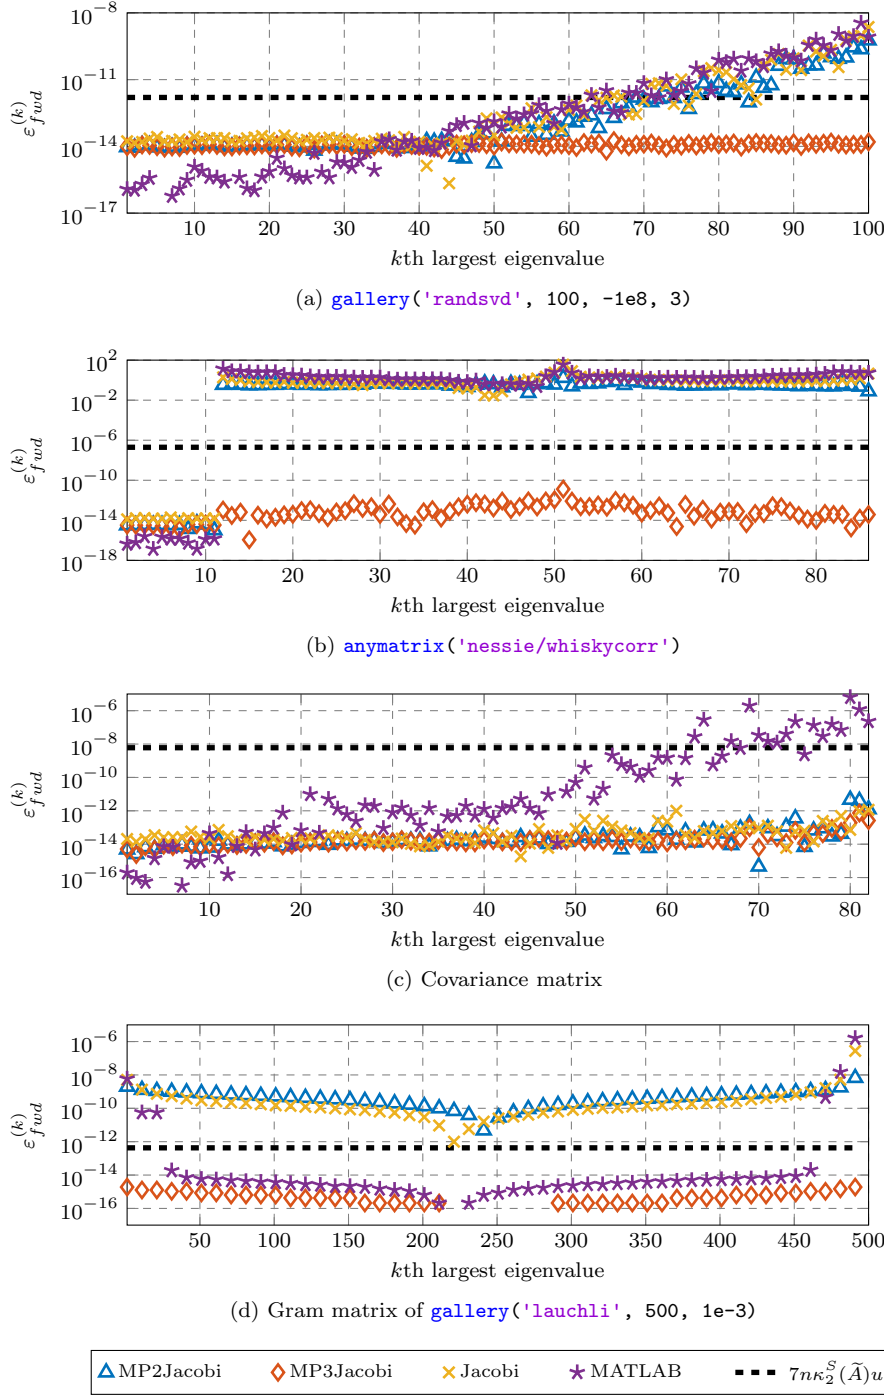 10^{-8}
10^{-11}
10^{-14}
10^{-17}
ε_{fwd}^{(k)}
10 20 30 40 50 60 70 80 90 100
kth largest eigenvalue
(a) gallery('randsvd', 100, -1e8, 3)
10^{2}
10^{-2}
10^{-6}
10^{-10}
10^{-14}
10^{-18}
ε_{fwd}^{(k)}
10 20 30 40 50 60 70 80
kth largest eigenvalue
(b) anymatrix('nessie/whiskycorr')
10^{-6}
10^{-8}
10^{-10}
10^{-12}
10^{-14}
10^{-16}
ε_{fwd}^{(k)}
10 20 30 40 50 60 70 80
kth largest eigenvalue
(c) Covariance matrix
10^{-6}
10^{-8}
10^{-10}
10^{-12}
10^{-14}
10^{-16}
ε_{fwd}^{(k)}
50 100 150 200 250 300 350 400 450 500
kth largest eigenvalue
(d) Gram matrix of gallery('lauchli', 500, 1e-3)
MP2Jacobi MP3Jacobi Jacobi MATLAB 7nκ_2^S(Ã)u